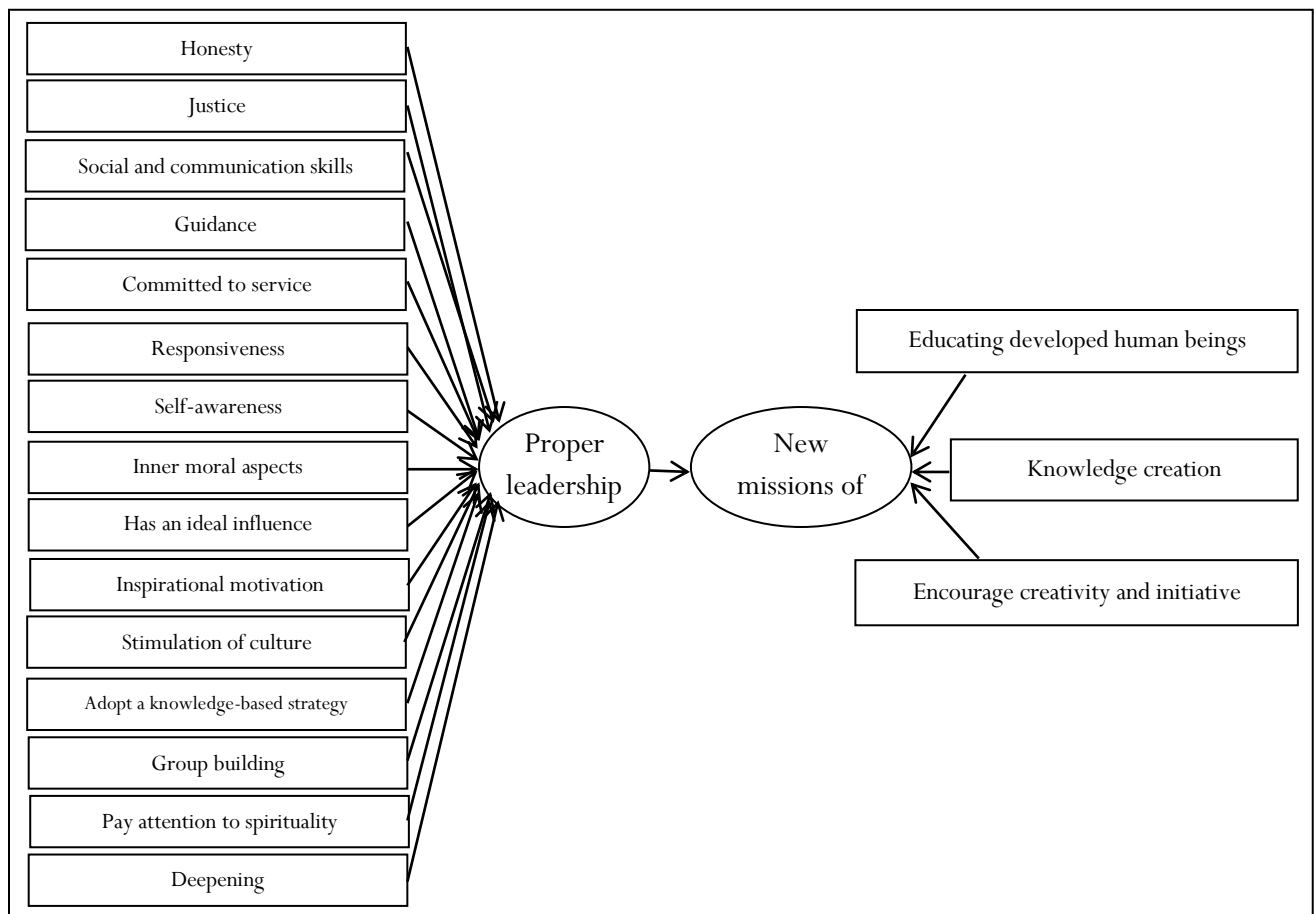 Honesty
Justice
Social and communication skills
Guidance
Committed to service
Responsiveness
Self-awareness
Inner moral aspects
Has an ideal influence
Inspirational motivation
Stimulation of culture
Adopt a knowledge-based strategy
Group building
Pay attention to spirituality
Deepening
Proper
leadership
New
missions of
Educating developed human beings
Knowledge creation
Encourage creativity and initiative